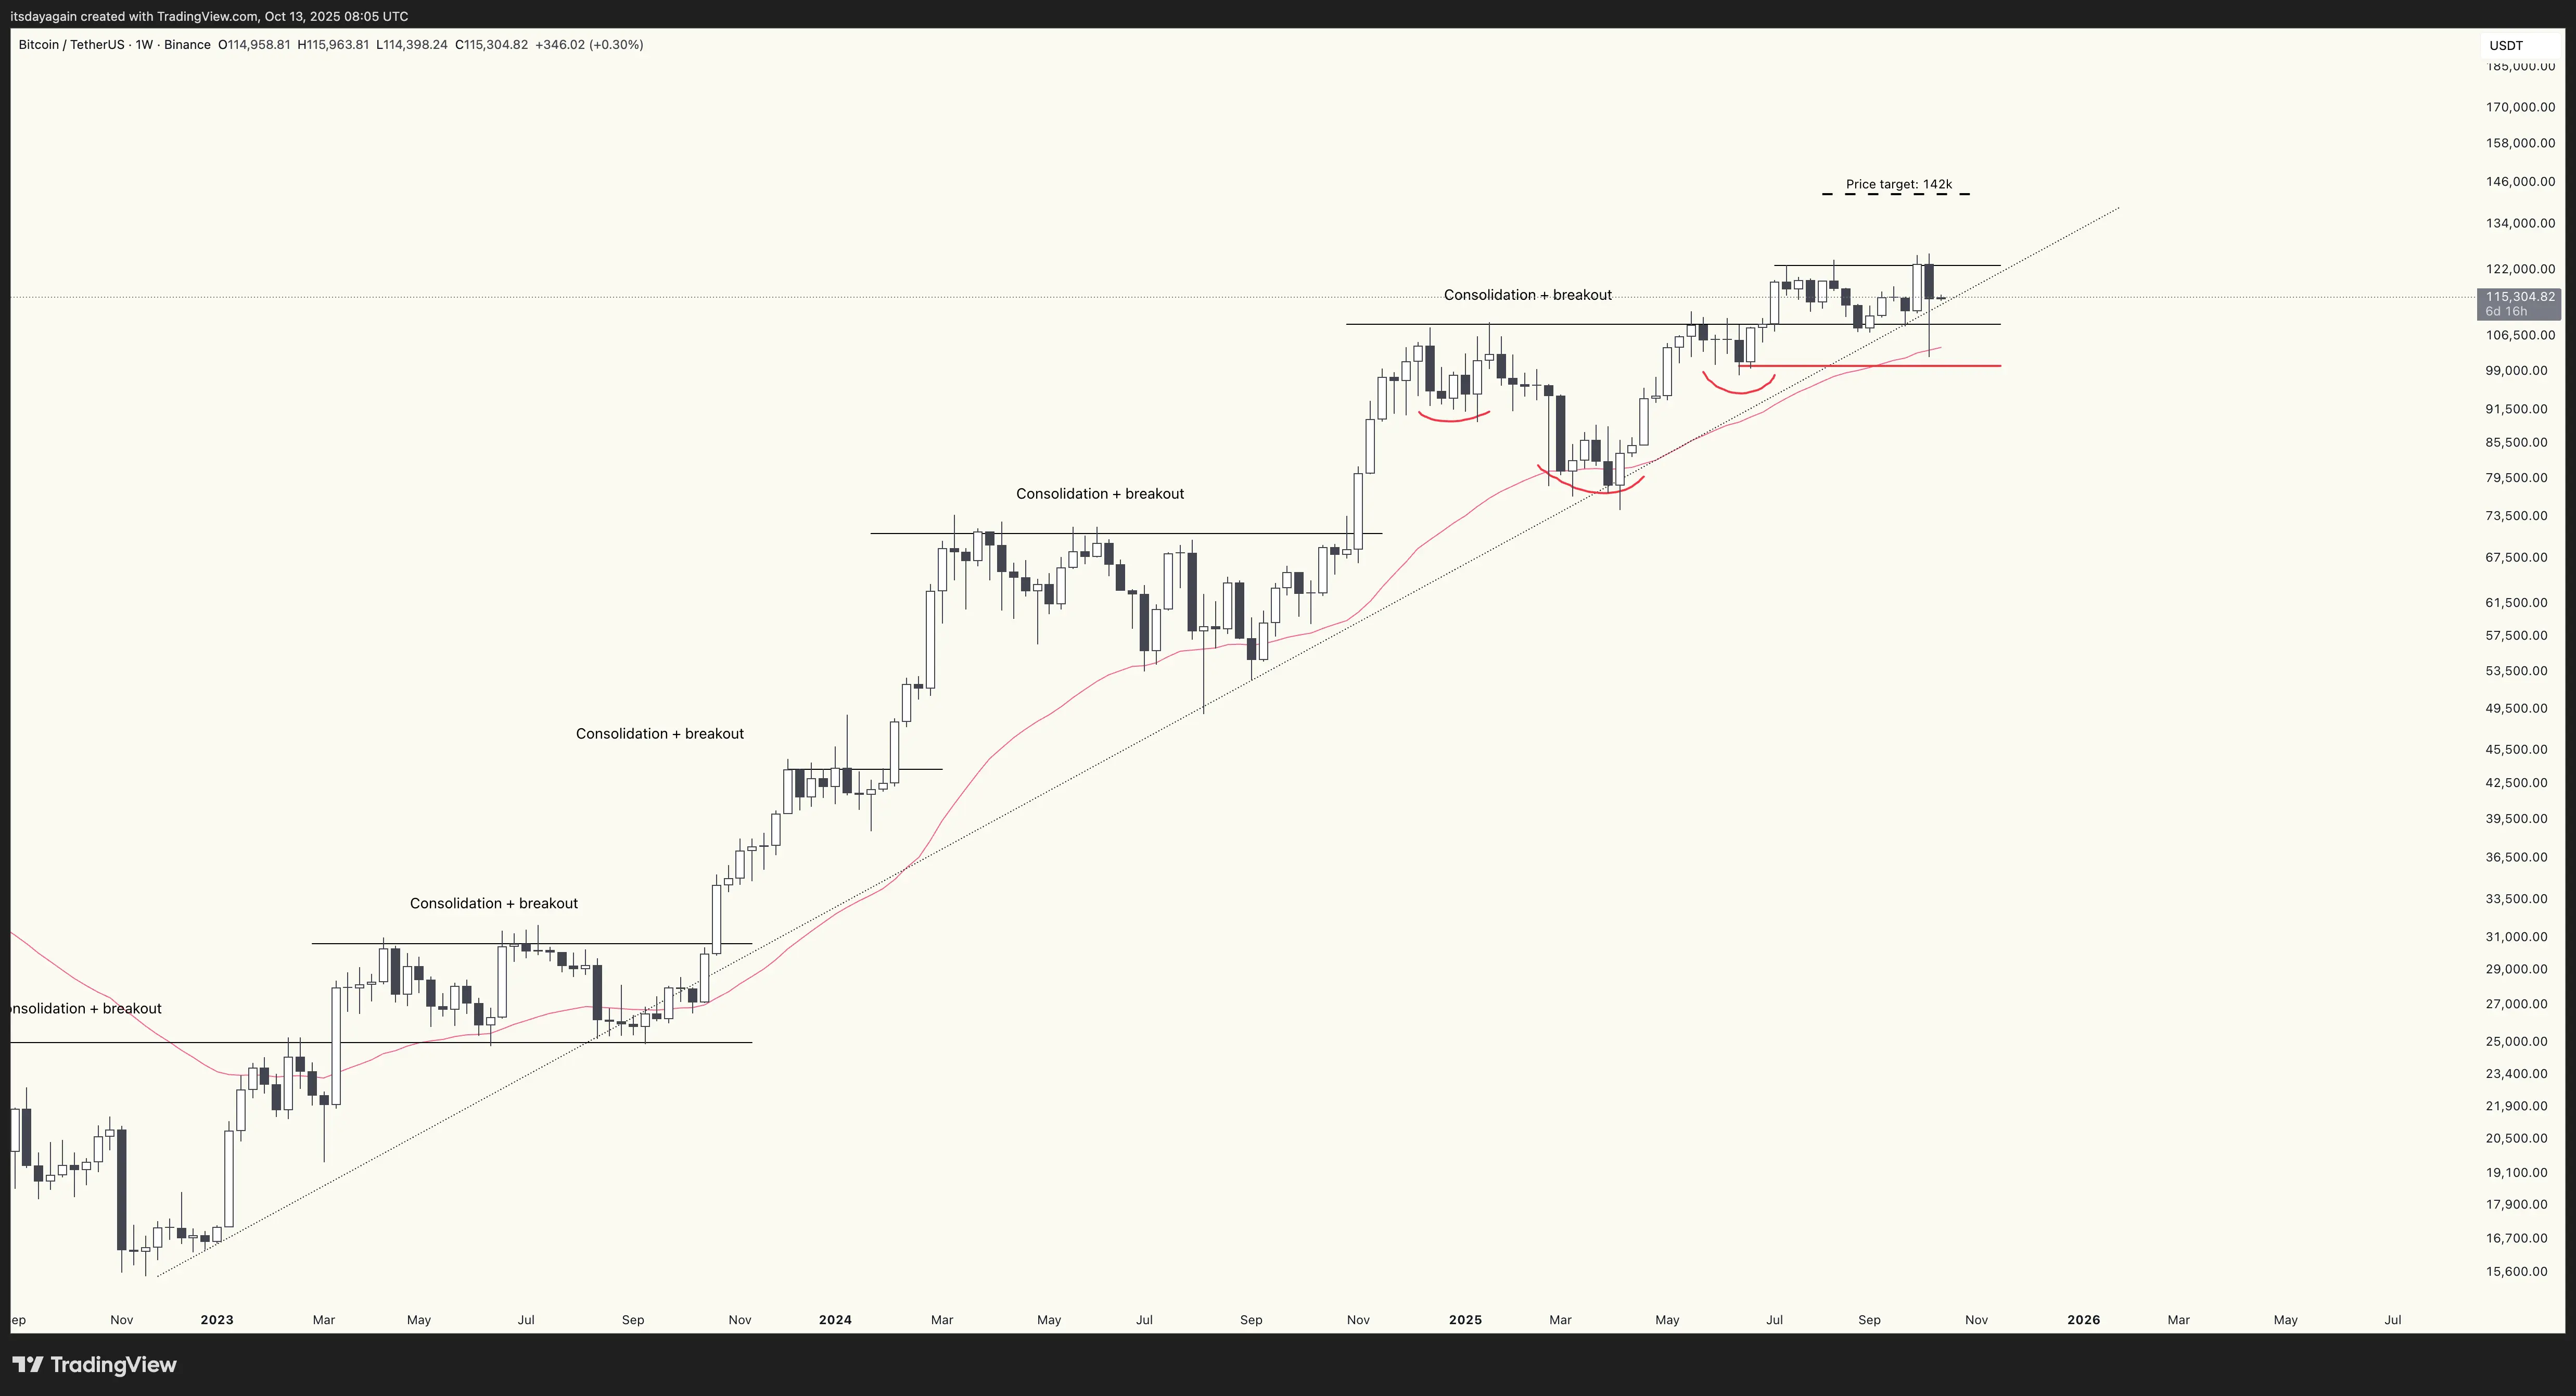 itsdayagain created with TradingView.com, Oct 13, 2025 08:05 UTC
Bitcoin / TetherUS · 1W · Binance O114,958.81 H115,963.81 L114,398.24 C115,304.82 +346.02 (+0.30%)
USDT
185,000.00
170,000.00
158,000.00
Price target: 142k
146,000.00
134,000.00
122,000.00
Consolidation + breakout
115,304.82
6d 16h
106,500.00
99,000.00
91,500.00
85,500.00
79,500.00
Consolidation + breakout
73,500.00
67,500.00
61,500.00
57,500.00
53,500.00
49,500.00
Consolidation + breakout
45,500.00
42,500.00
39,500.00
36,500.00
Consolidation + breakout
33,500.00
31,000.00
29,000.00
nsolidation + breakout
27,000.00
25,000.00
23,400.00
21,900.00
20,500.00
19,100.00
17,900.00
16,700.00
15,600.00
ep Nov 2023 Mar May Jul Sep Nov 2024 Mar May Jul Sep Nov 2025 Mar May Jul Sep Nov 2026 Mar May Jul
TradingView